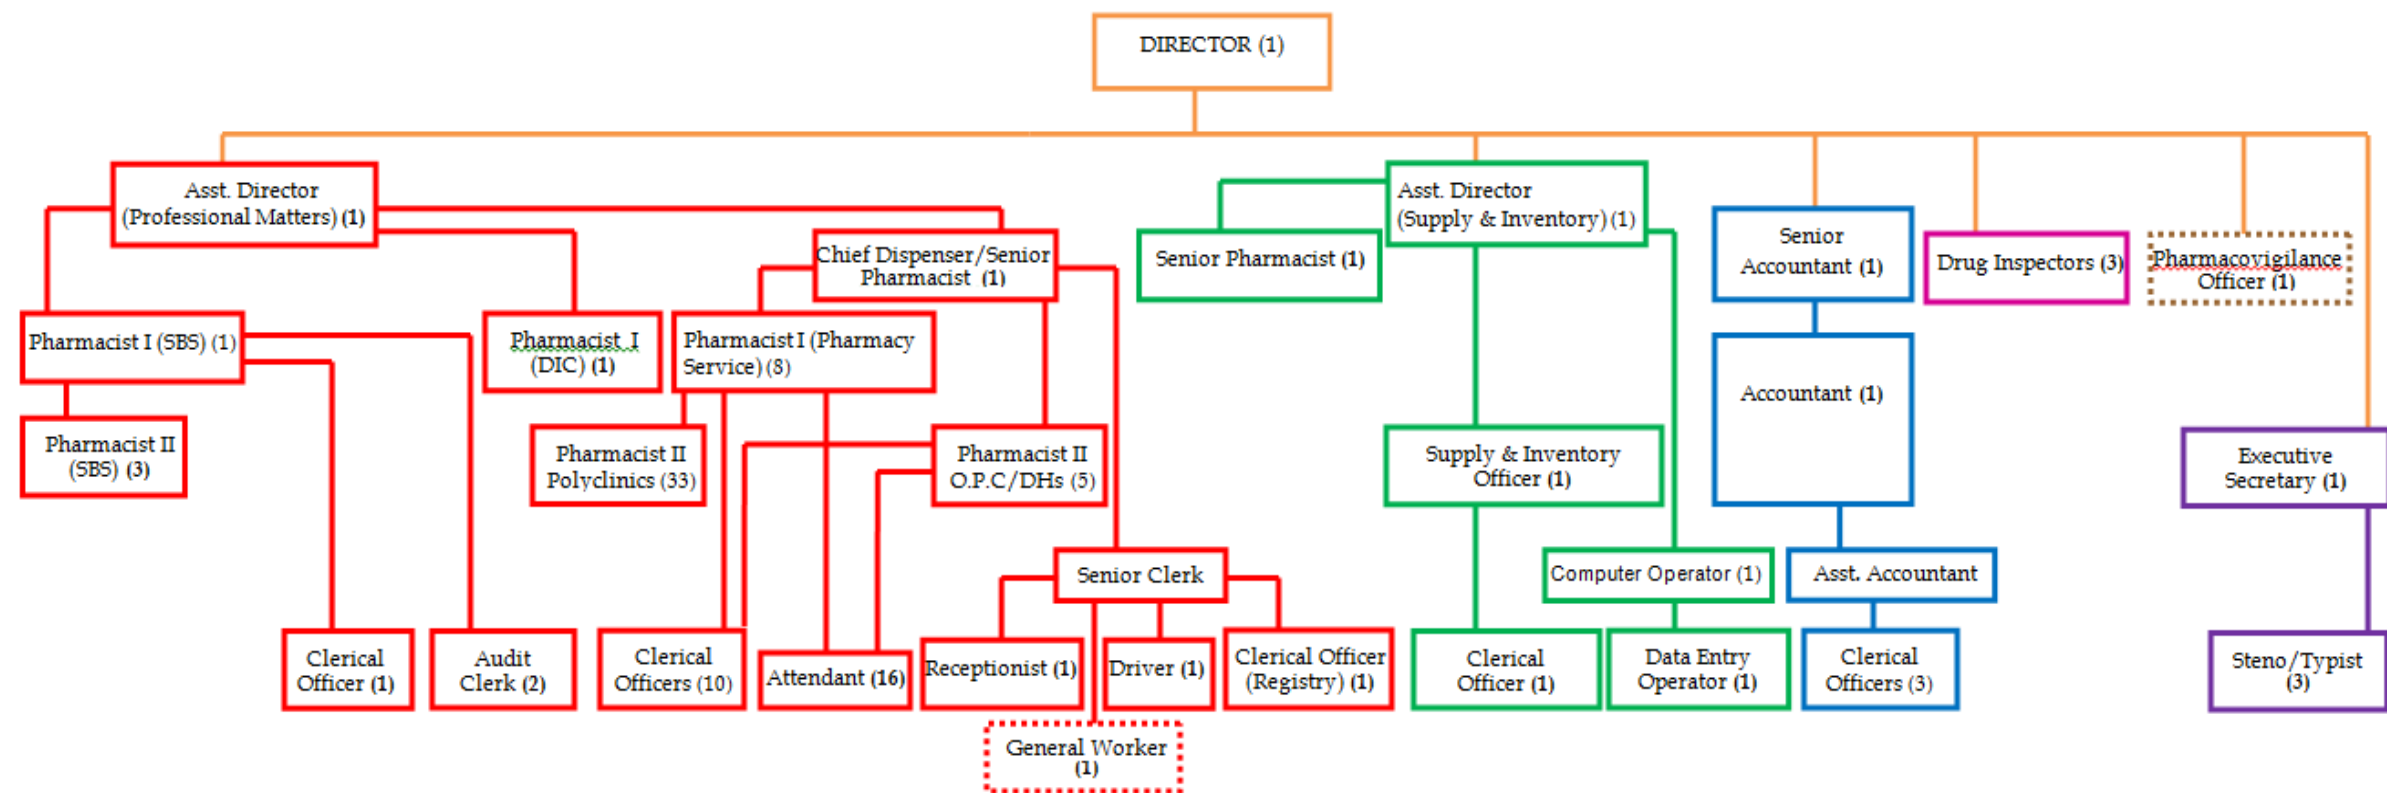 DIRECTOR (1)
Asst. Director
(Professional Matters) (1)
Asst. Director
(Supply & Inventory) (1)
Senior
Accountant (1)
Drug Inspectors (3)
Pharmacovigilance
Officer (1)
Chief Dispenser/Senior
Pharmacist (1)
Senior Pharmacist (1)
Pharmacist I (SBS) (1)
Pharmacist I
(DIC) (1)
Pharmacist I (Pharmacy
Service) (8)
Accountant (1)
Pharmacist II
(SBS) (3)
Pharmacist II
Polyclinics (33)
Pharmacist II
O.P.C/DHs (5)
Supply & Inventory
Officer (1)
Executive
Secretary (1)
Senior Clerk
Computer Operator (1)
Asst. Accountant
Clerical
Officer (1)
Audit
Clerk (2)
Clerical
Officers (10)
Attendant (16)
Receptionist (1)
Driver (1)
Clerical Officer
(Registry) (1)
Clerical
Officer (1)
Data Entry
Operator (1)
Clerical
Officers (3)
Steno/Typist
(3)
General Worker
(1)